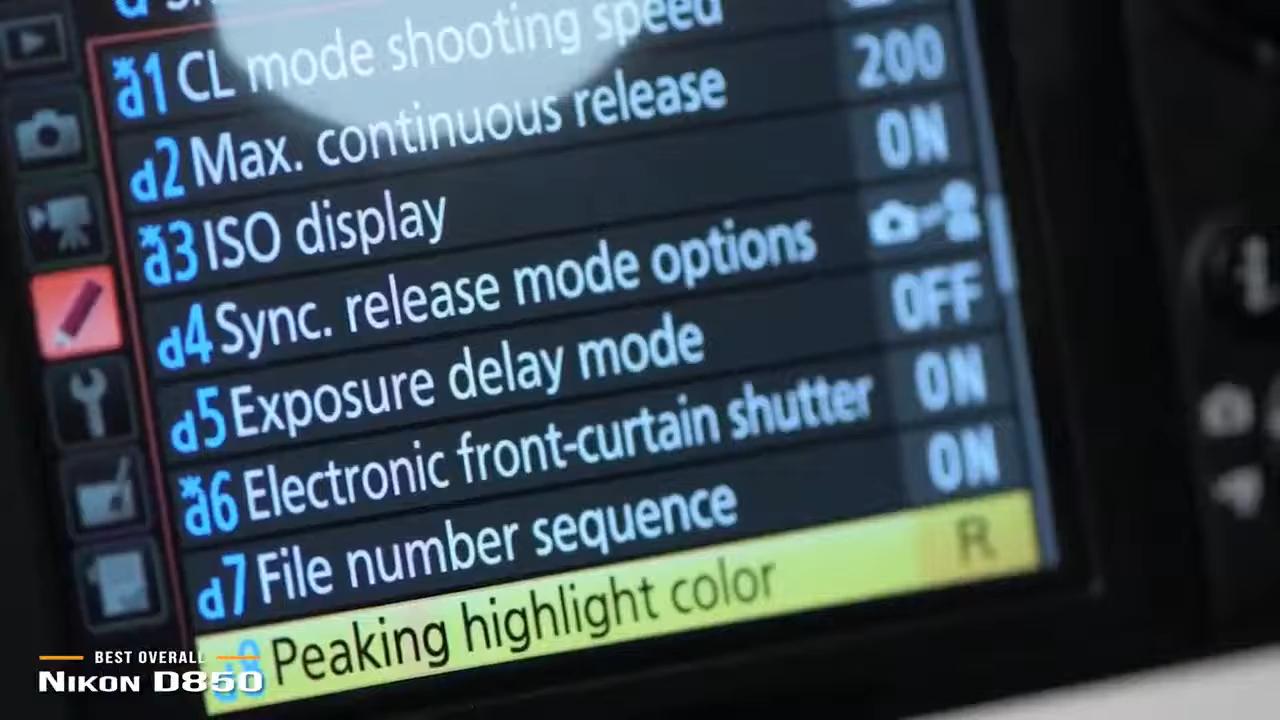 d1 CL mode shooting speed
d2 Max. continuous release 200
d3 ISO display ON
d4 Sync. release mode options
d5 Exposure delay mode OFF
d6 Electronic front-curtain shutter ON
d7 File number sequence ON
d8 Peaking highlight color R
BEST OVERALL
NIKON D850